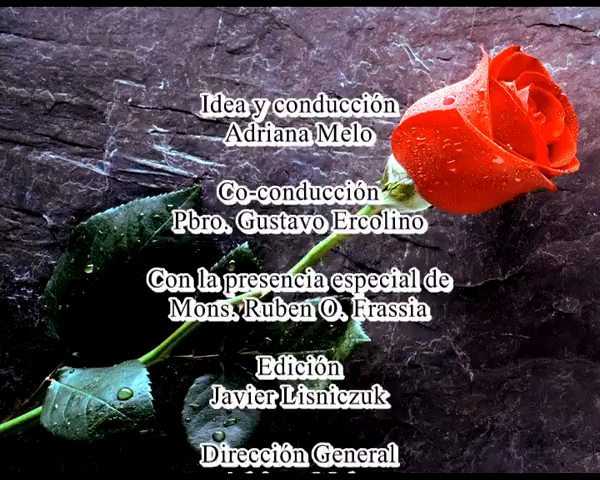 Idea y conducción
Adriana Melo
Co-conducción
Pbro. Gustavo Ercolino
Con la presencia especial de
Mons. Ruben O. Frassia
Edición
Javier Lisniczuk
Dirección General